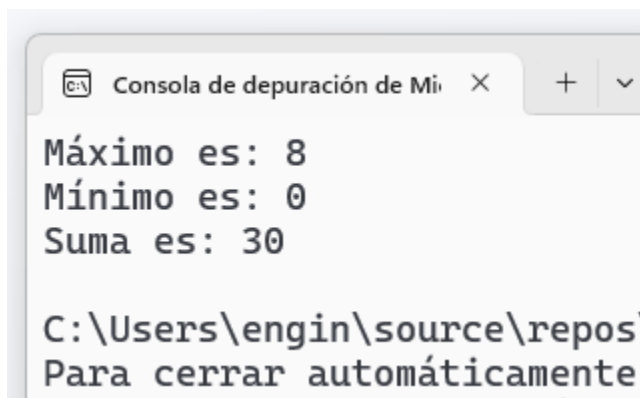 Consola de depuración de Mi
Máximo es: 8
Mínimo es: 0
Suma es: 30
C:\Users\engin\source\repos\
Para cerrar automáticamente